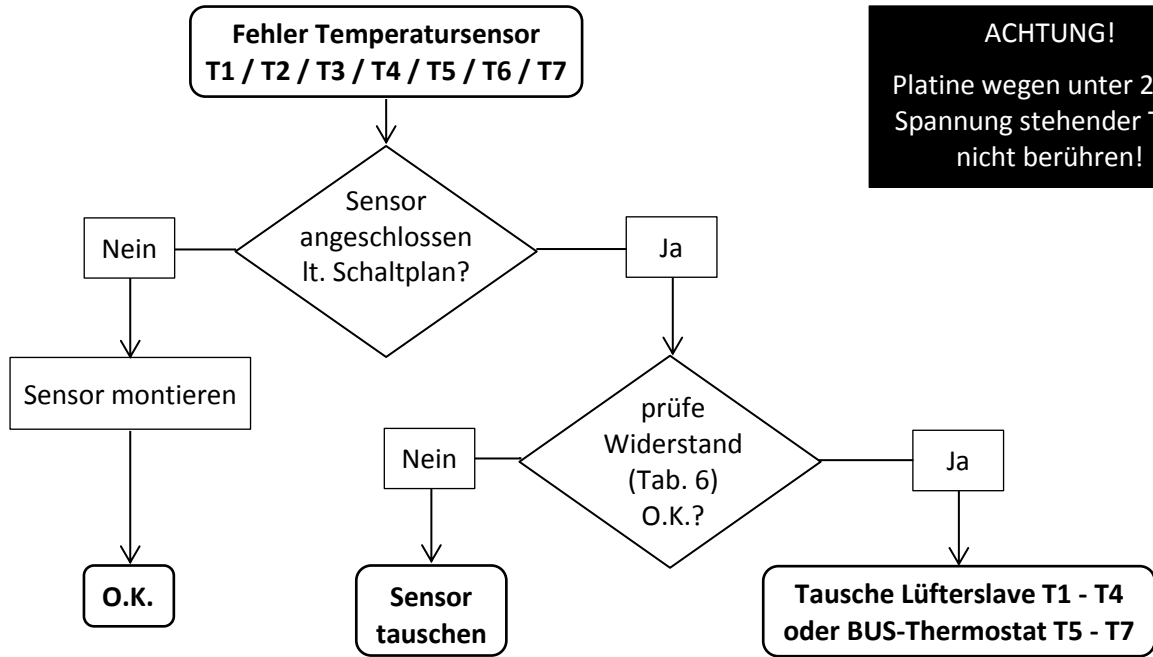 Fehler Temperatursensor
T1 / T2 / T3 / T4 / T5 / T6 / T7
ACHTUNG!
Platine wegen unter 2
Spannung stehender
nicht berühren!
Sensor
angeschlossen
lt. Schaltplan?
Nein
Ja
Sensor montieren
prüfe
Widerstand
(Tab. 6)
O.K.?
Nein
Ja
O.K.
Sensor
tauschen
Tausche Lüfterslave T1 - T4
oder BUS-Thermostat T5 - T7